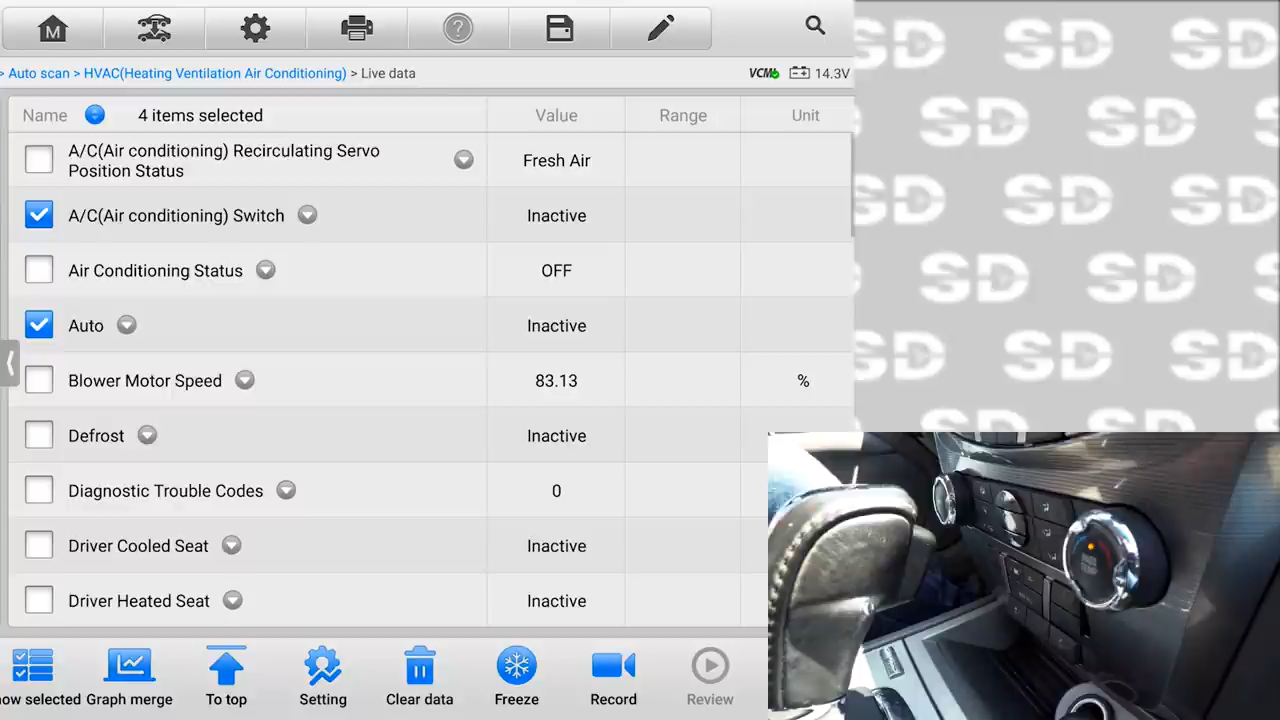 M
?
> Auto scan > HVAC(Heating Ventilation Air Conditioning) > Live data
VCMI 14.3V
Name 4 items selected Value Range Unit
A/C(Air conditioning) Recirculating Servo
Position Status
Fresh Air
A/C(Air conditioning) Switch Inactive
Air Conditioning Status OFF
Auto Inactive
Blower Motor Speed 83.13 %
Defrost Inactive
Diagnostic Trouble Codes 0
Driver Cooled Seat Inactive
Driver Heated Seat Inactive
ow selected Graph merge To top Setting Clear data Freeze Record Review
SD SD SD
SD SD
SD SD SD
SD SD
SD SD SD
SD SD